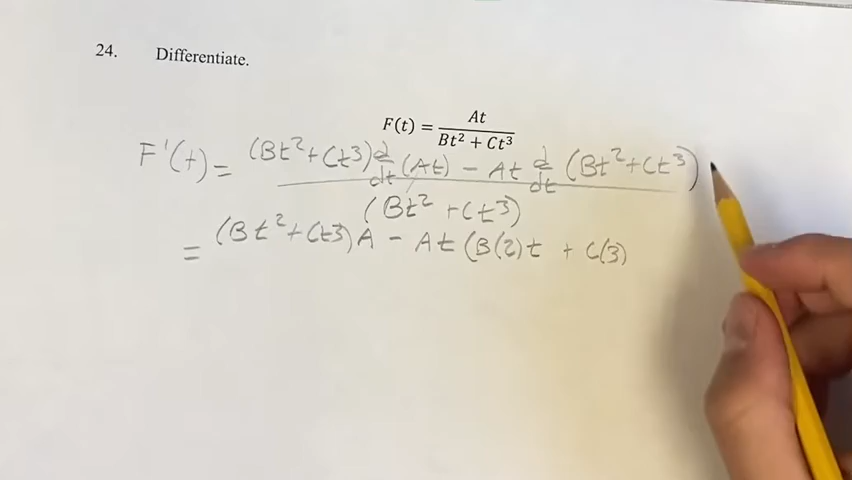 24. Differentiate.
F(t) = At / Bt² + Ct³
F'(t) = (Bt² + Ct³) d/dt (At) - At d/dt (Bt² + Ct³)
(Bt² + Ct³)
= (Bt² + Ct3) A - At (B(2)t + C(3)